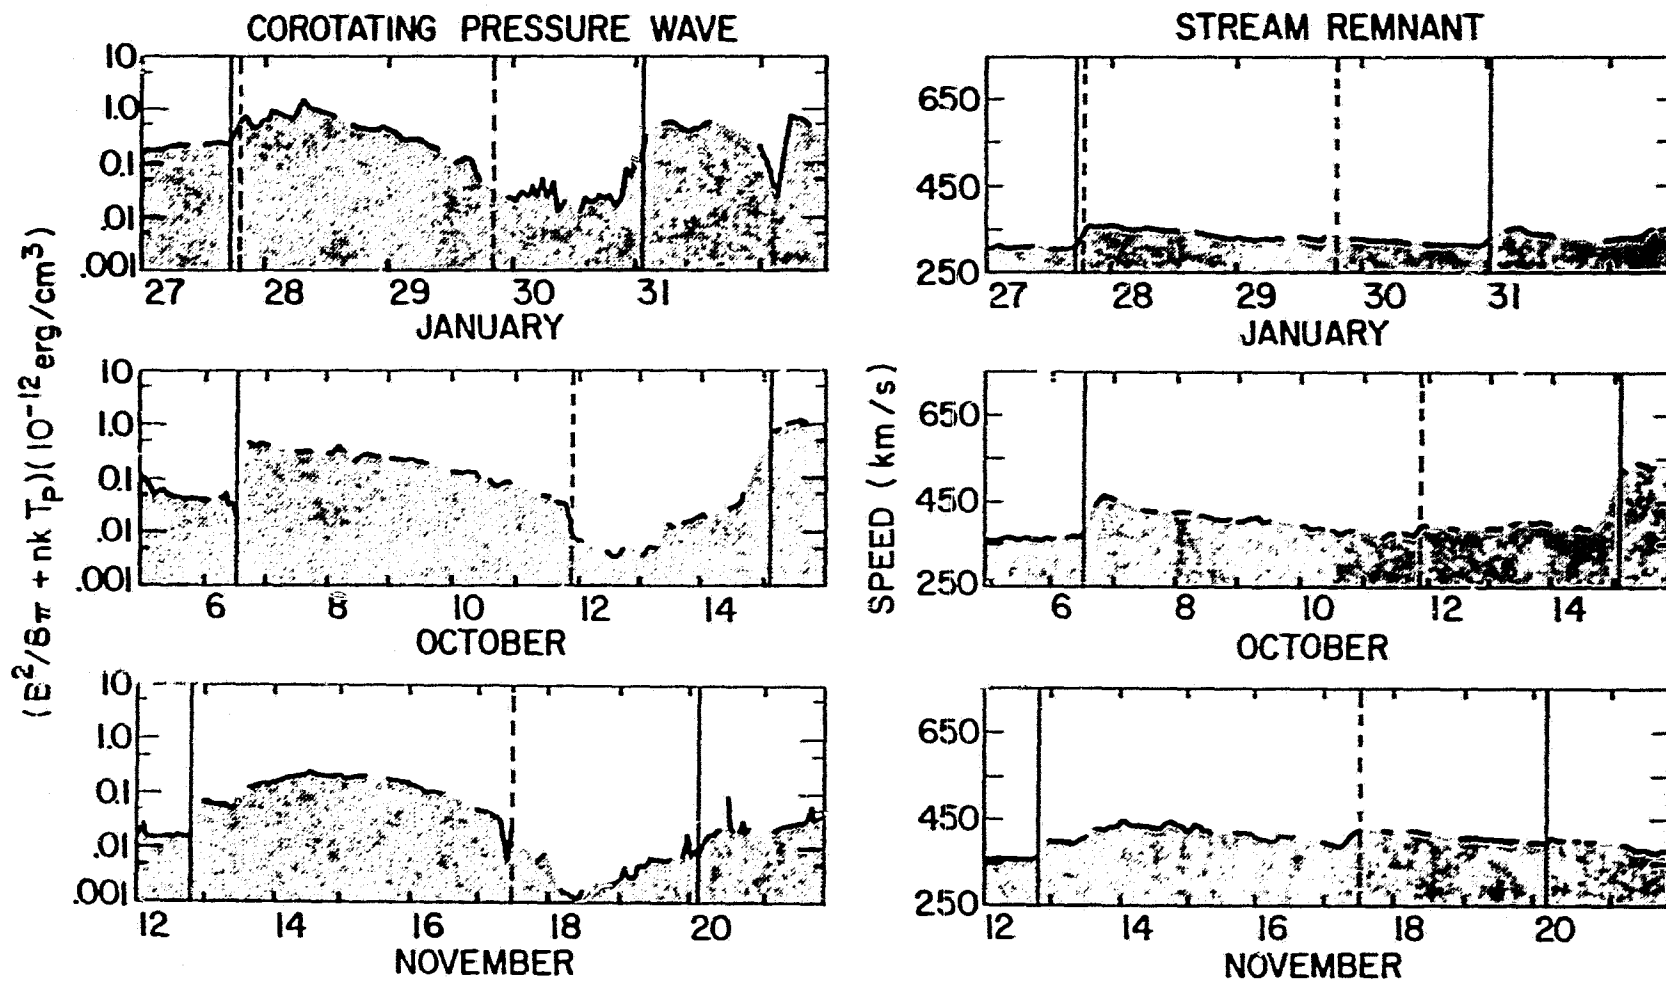 COROTATING PRESSURE WAVE
STREAM REMNANT
(B²/8π + nk Tp)(10⁻¹² erg/cm³)
SPEED (km/s)
10
1.0
0.1
.01
.001
27 28 29 30 31
JANUARY
650
450
250
27 28 29 30 31
JANUARY
10
1.0
0.1
.01
.001
6 8 10 12 14
OCTOBER
650
450
250
6 8 10 12 14
OCTOBER
10
1.0
0.1
.01
.001
12 14 16 18 20
NOVEMBER
650
450
250
12 14 16 18 20
NOVEMBER